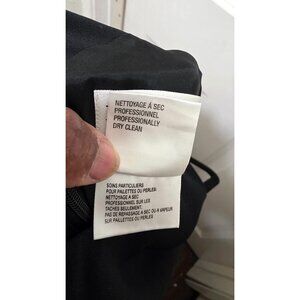 NETTOYAGE À SEC
PROFESSIONNEL
PROFESSIONALLY
DRY CLEAN
SOINS PARTICULIERS
POUR PAILLETTES OU PERLES:
NETTOYAGE À SEC
PROFESSIONNEL SUR LES
TACHES SEULEMENT.
PAS DE REPASSAGE À SEC OU À VAPEUR
SUR PAILLETTES OU PERLES.